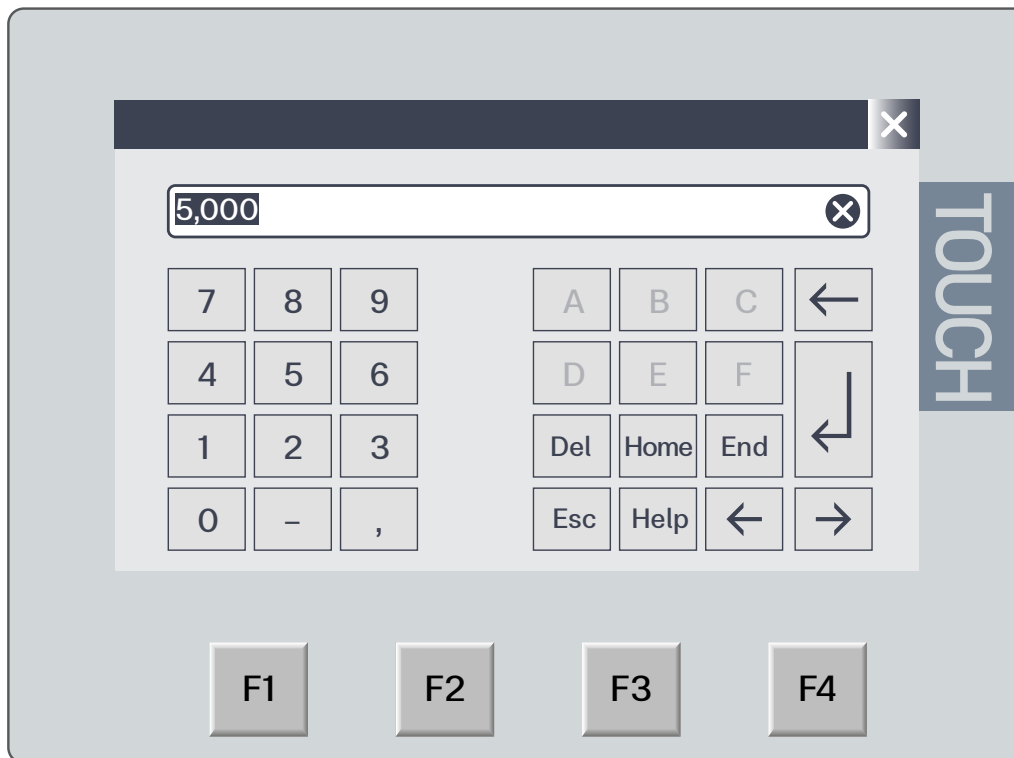 5,000
TOUCH
7 8 9 A B C
4 5 6 D E F
1 2 3 Del Home End
0 – , Esc Help
F1 F2 F3 F4